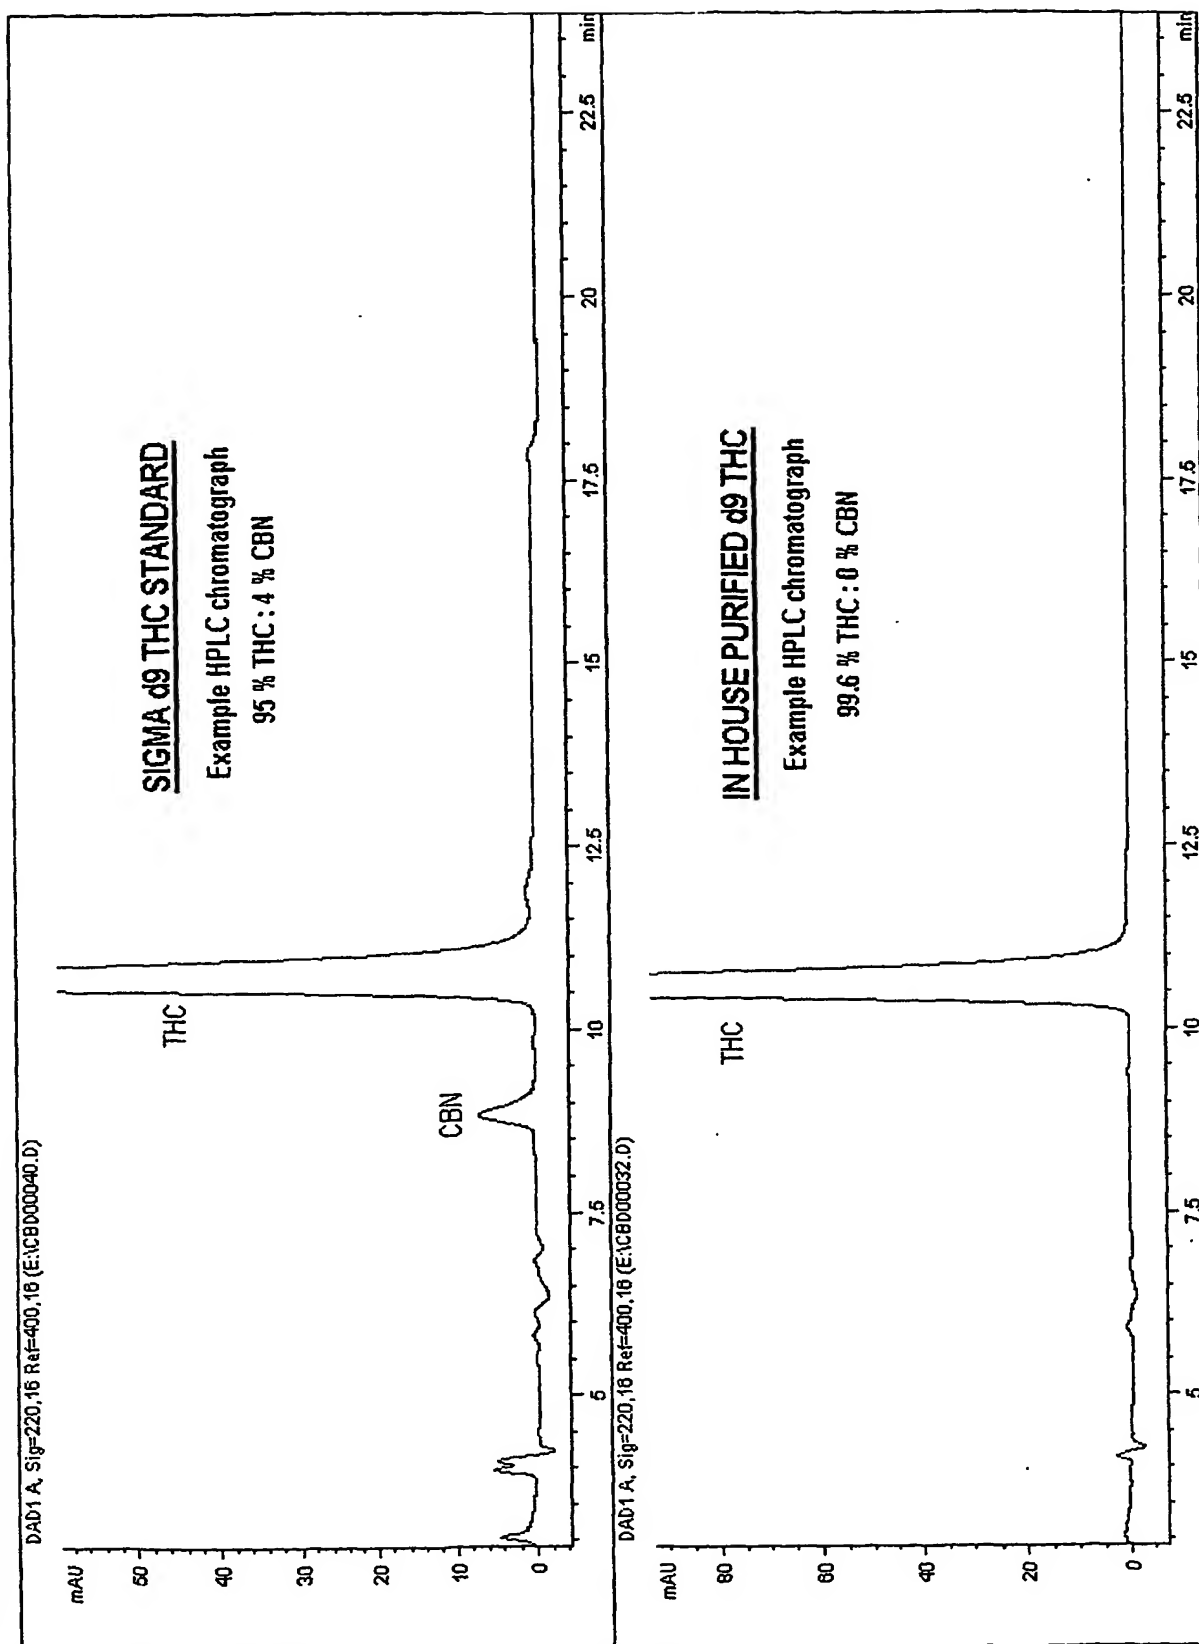 DAD1 A, Sig=220,16 Ref=400,16 (E:\CBD00040.D)
mAU
50
40
30
20
10
0
SIGMA d9 THC STANDARD
Example HPLC chromatograph
95 % THC : 4 % CBN
THC
CBN
5
7.5
10
12.5
15
17.5
20
22.5
min
DAD1 A, Sig=220,16 Ref=400,16 (E:\CBD00032.D)
mAU
80
60
40
20
0
IN HOUSE PURIFIED d9 THC
Example HPLC chromatograph
99.6 % THC : 0 % CBN
THC
5
7.5
10
12.5
15
17.5
20
22.5
min